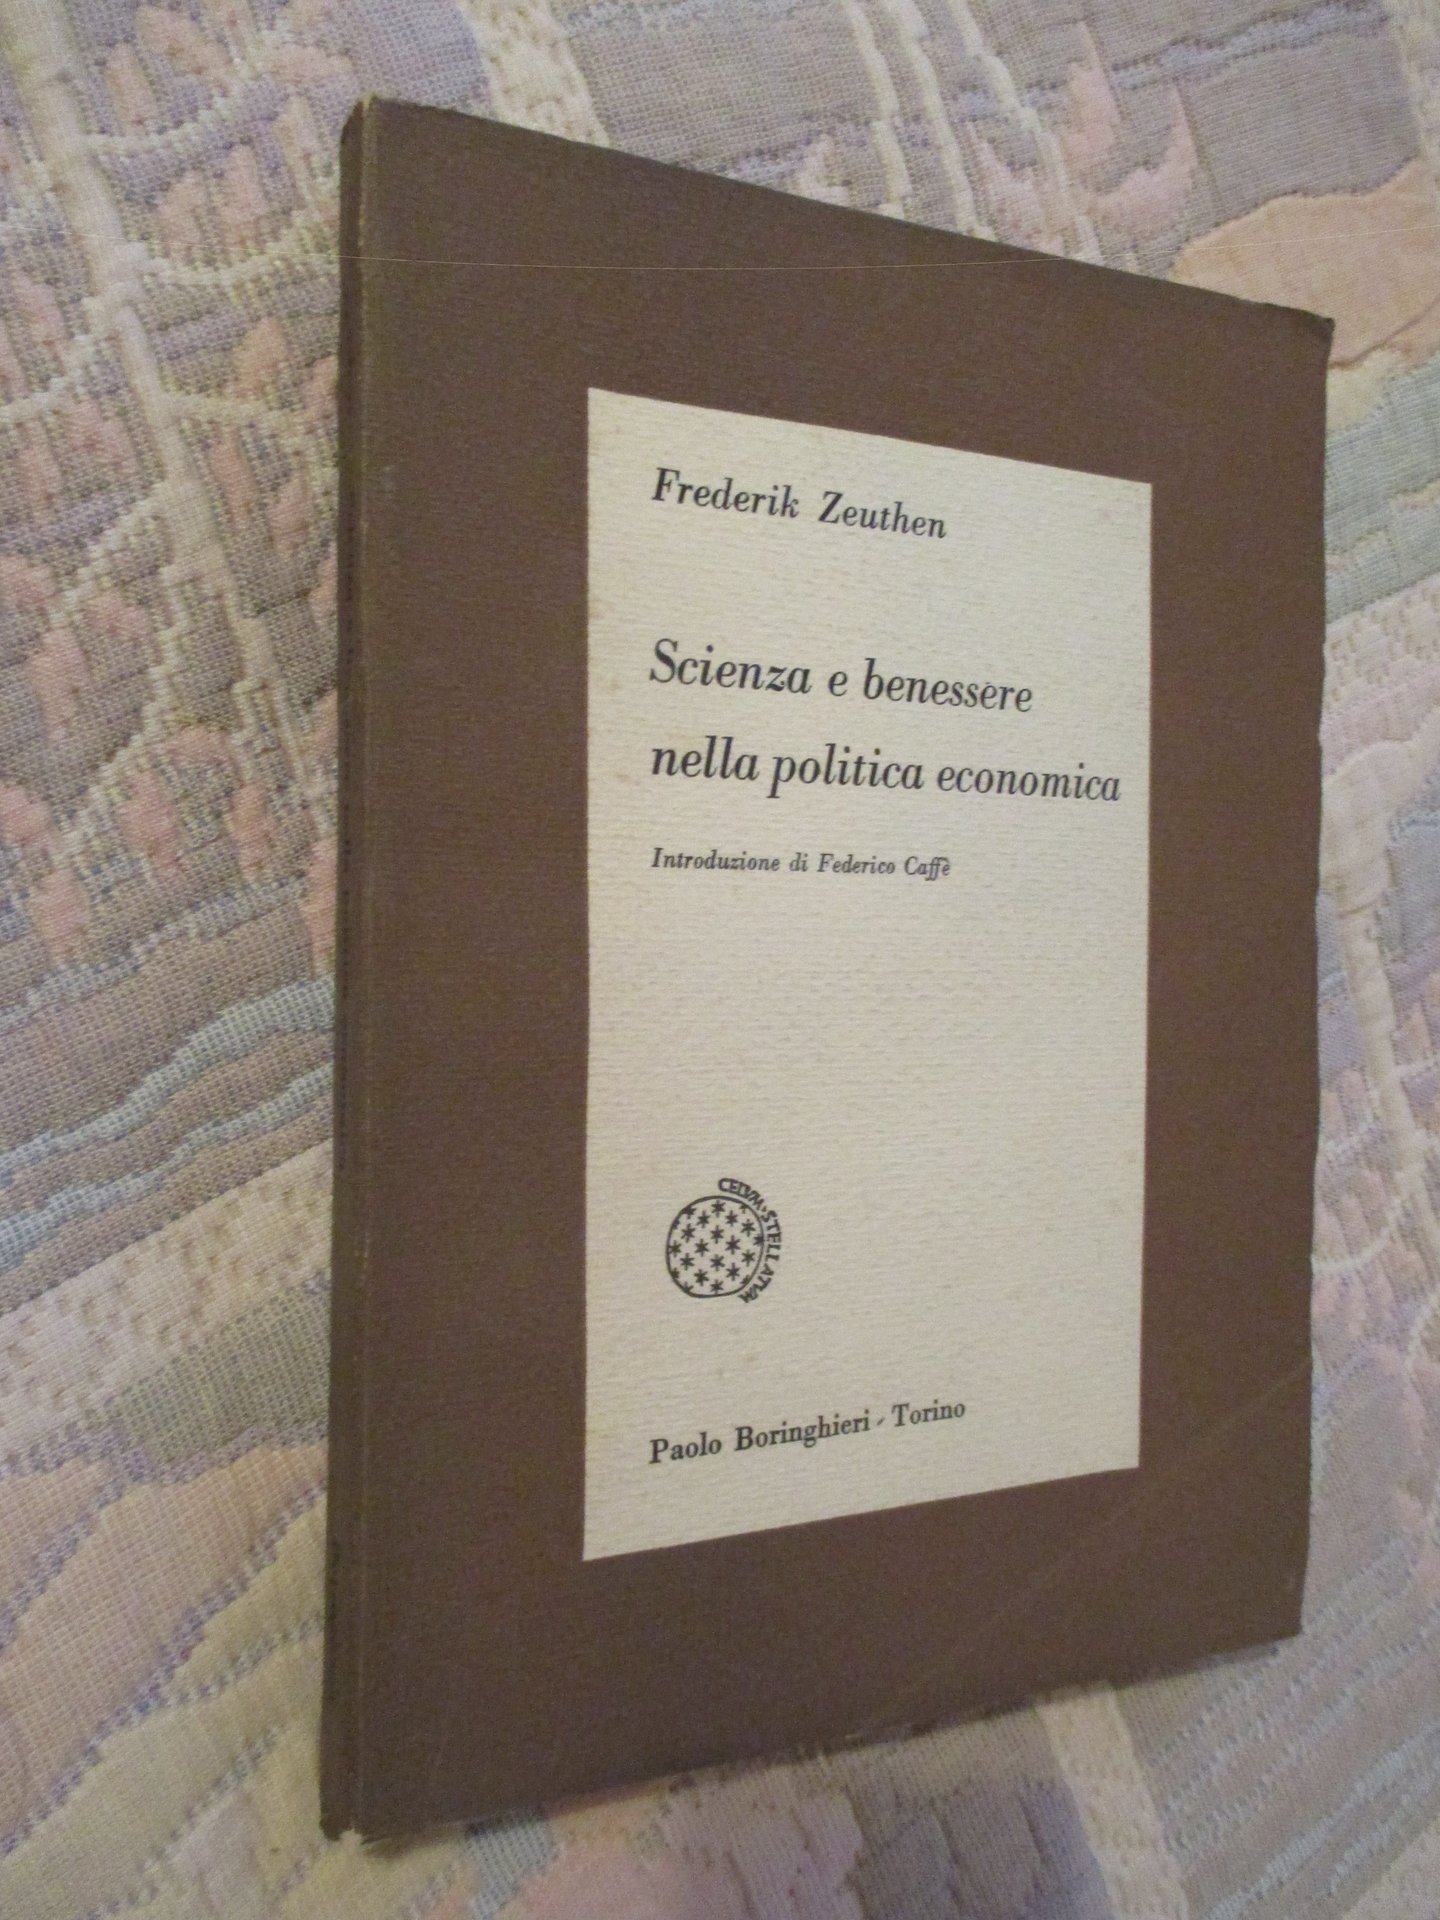 Frederik Zeuthen
Scienza e benessere
nella politica economica
Introduzione di Federico Caffè
CELVM·STELLATVM
Paolo Boringhieri - Torino